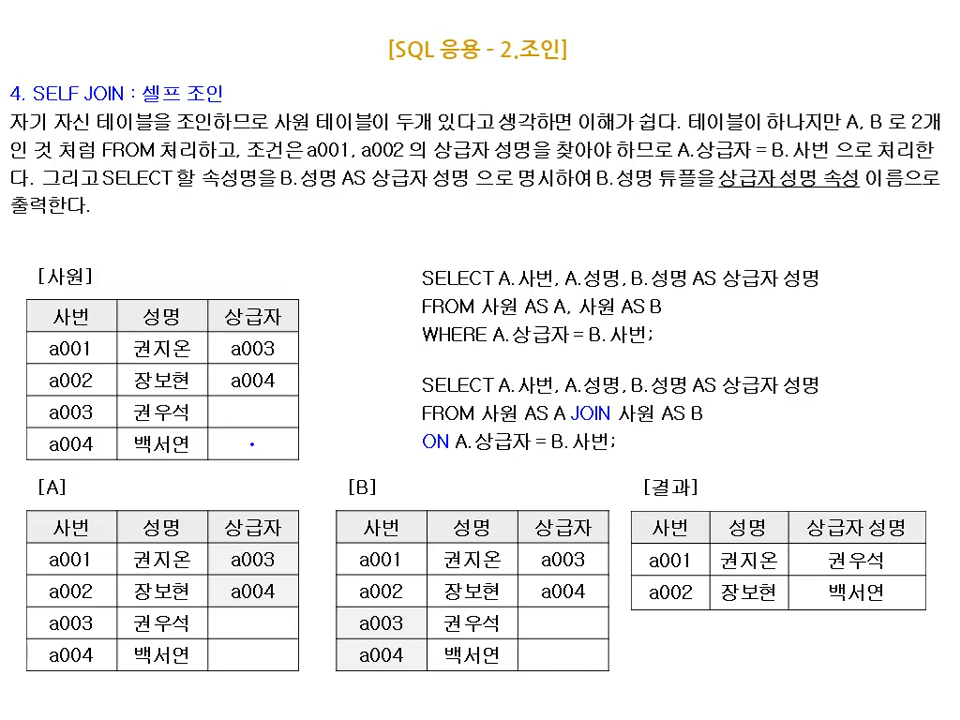 [SQL 응용 - 2.조인]
4. SELF JOIN : 셀프 조인
자기 자신 테이블을 조인하므로 사원 테이블이 두개 있다고 생각하면 이해가 쉽다. 테이블이 하나지만 A, B 로 2개
인 것 처럼 FROM 처리하고, 조건은 a001, a002 의 상급자 성명을 찾아야 하므로 A.상급자 = B. 사번 으로 처리한
다. 그리고 SELECT 할 속성명을 B.성명 AS 상급자 성명 으로 명시하여 B.성명 튜플을 상급자 성명 속성 이름으로
출력한다.
[사원]
사번 성명 상급자
a001 권지온 a003
a002 장보현 a004
a003 권우석
a004 백서연
SELECT A. 사번, A.성명, B.성명 AS 상급자 성명
FROM 사원 AS A, 사원 AS B
WHERE A.상급자 = B. 사번;
SELECT A. 사번, A.성명, B.성명 AS 상급자 성명
FROM 사원 AS A JOIN 사원 AS B
ON A.상급자 = B. 사번;
[A]
사번 성명 상급자
a001 권지온 a003
a002 장보현 a004
a003 권우석
a004 백서연
[B]
사번 성명 상급자
a001 권지온 a003
a002 장보현 a004
a003 권우석
a004 백서연
[결과]
사번 성명 상급자 성명
a001 권지온 권우석
a002 장보현 백서연